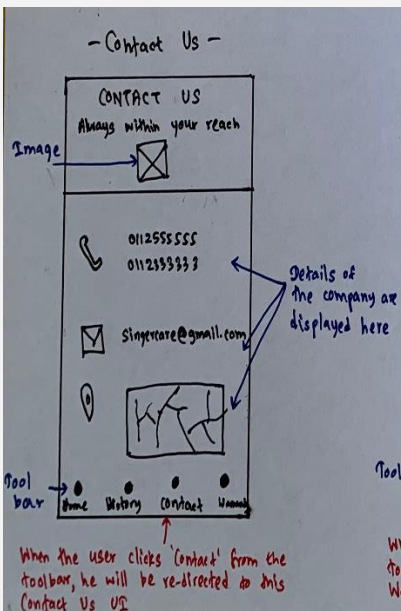 - Contact Us -
CONTACT US
Always within your reach
Image
0112555555
0112333333
Details of
the company are
displayed here
Singercare@gmail.com
Tool
bar
Home History Contact
When the user clicks 'Contact' from the
toolbar, he will be re-directed to this
Contact Us UI
Tool